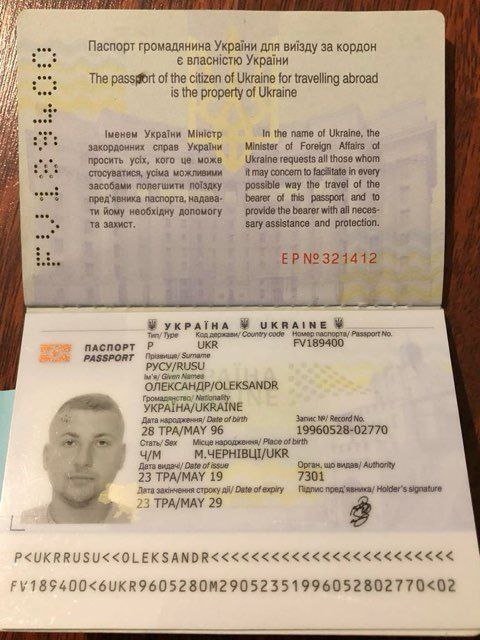 Паспорт громадянина України для виїзду за кордон
є власністю України
The passport of the citizen of Ukraine for travelling abroad
is the property of Ukraine
FV189400
Іменем України Міністр
закордонних справ України
просить усіх, кого це може
стосуватися, усіма можливими
засобами полегшити поїздку
пред'явника паспорта, надава-
ти йому необхідну допомогу
та захист.
In the name of Ukraine, the
Minister of Foreign Affairs of
Ukraine requests all those whom
it may concern to facilitate in every
possible way the travel of the
bearer of this passport and to
provide the bearer with all neces-
sary assistance and protection.
EP№321412
УКРАЇНА UKRAINE
ПАСПОРТ
PASSPORT
Тип/Type Код держави/Country code Номер паспорта/Passport No.
P UKR FV189400
Прізвище/Surname
РУСУ/RUSU
Ім'я/Given Names
ОЛЕКСАНДР/OLEKSANDR
Громадянство/Nationality
УКРАЇНА/UKRAINE
Дата народження/Date of birth Запис №/Record No.
28 ТРА/MAY 96 19960528-02770
Стать/Sex Місце народження/Place of birth
Ч/M М.ЧЕРНІВЦІ/UKR
Дата видачі/Date of issue Орган, що видав/Authority
23 ТРА/MAY 19 7301
Дата закінчення строку дії/Date of expiry Підпис пред'явника/Holder's signature
23 ТРА/MAY 29
P<UKRRUSU<<OLEKSANDR<<<<<<<<<<<<<<<<<<<<<<<<
FV189400<6UKR9605280M2905235199605280277​0<02